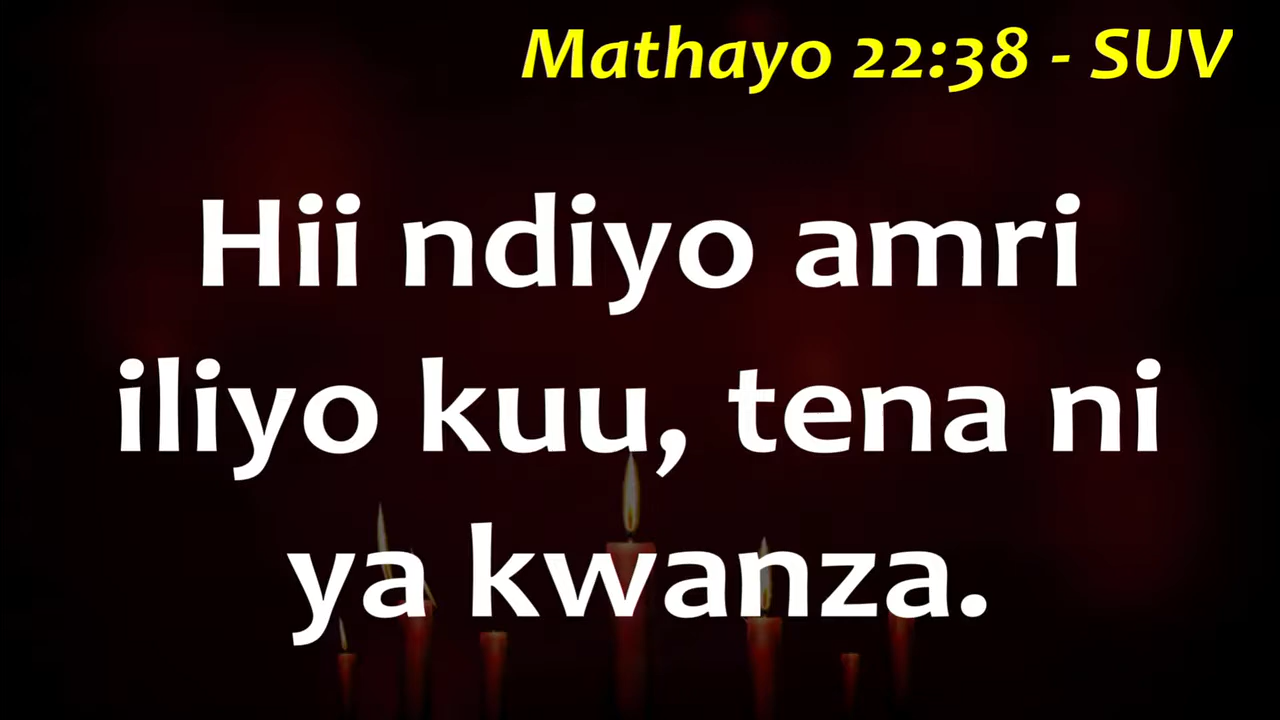 Mathayo 22:38 - SUV
Hii ndiyo amri
iliyo kuu, tena ni
ya kwanza.